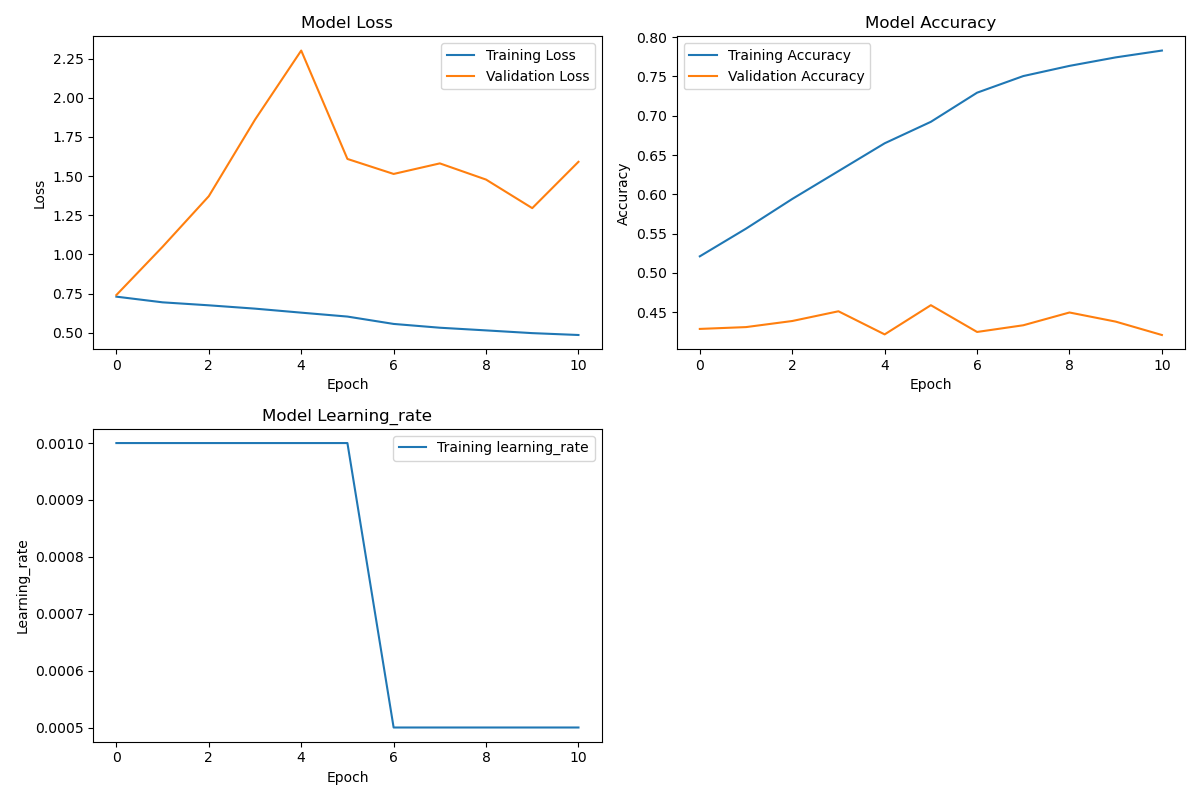 Model Loss
Training Loss
Validation Loss
2.25
2.00
1.75
1.50
1.25
1.00
0.75
0.50
Loss
0 2 4 6 8 10
Epoch
Model Accuracy
Training Accuracy
Validation Accuracy
0.80
0.75
0.70
0.65
0.60
0.55
0.50
0.45
Accuracy
0 2 4 6 8 10
Epoch
Model Learning_rate
Training learning_rate
0.0010
0.0009
0.0008
0.0007
0.0006
0.0005
Learning_rate
0 2 4 6 8 10
Epoch